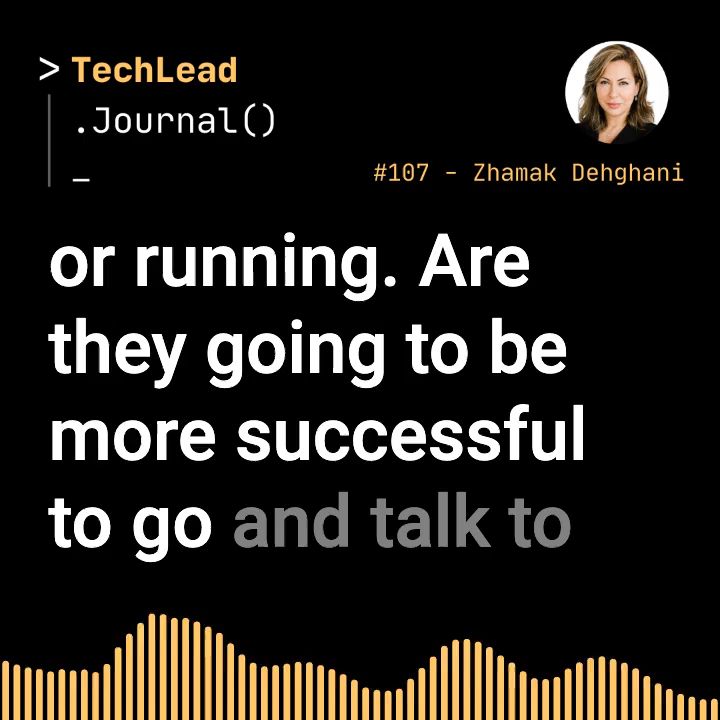 > TechLead
.Journal()
_
#107 - Zhamak Dehghani
or running. Are
they going to be
more successful
to go and talk to